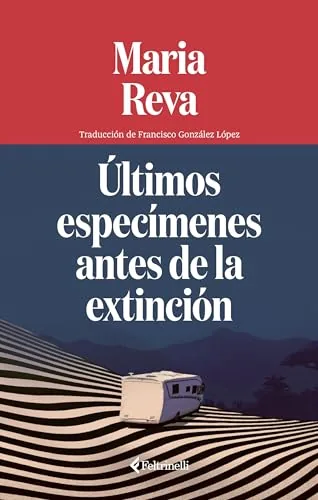 Maria
Reva
Traducción de Francisco González López
Últimos
especímenes
antes de la
extinción
Feltrinelli